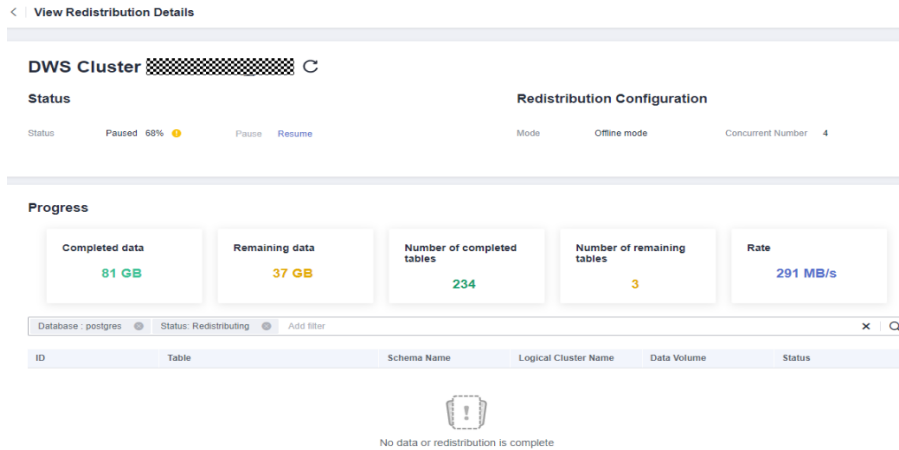 View Redistribution Details
DWS Cluster
Status
Redistribution Configuration
Status Paused 68% Pause Resume
Mode Offline mode Concurrent Number 4
Progress
Completed data
81 GB
Remaining data
37 GB
Number of completed
tables
234
Number of remaining
tables
3
Rate
291 MB/s
Database : postgres Status: Redistributing Add filter
ID Table Schema Name Logical Cluster Name Data Volume Status
No data or redistribution is complete